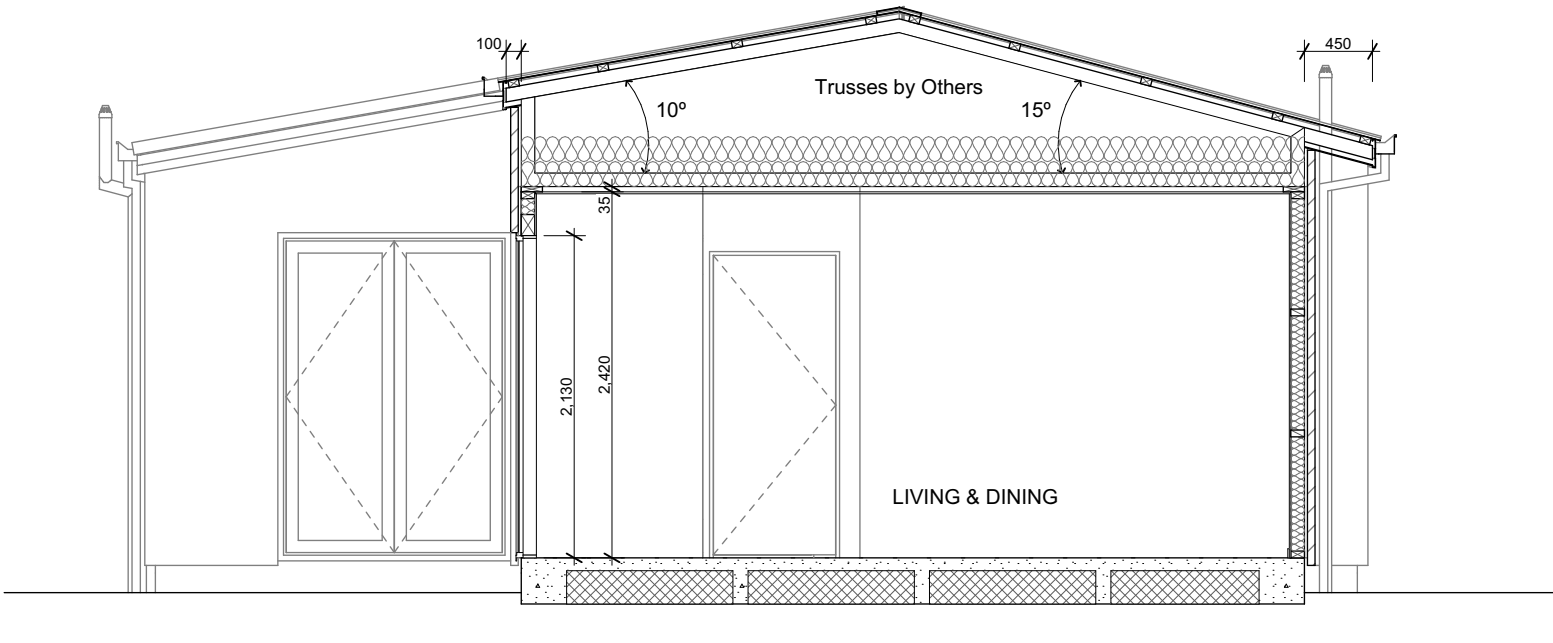 100
450
Trusses by Others
10º
15º
35
2,130
2,420
LIVING & DINING